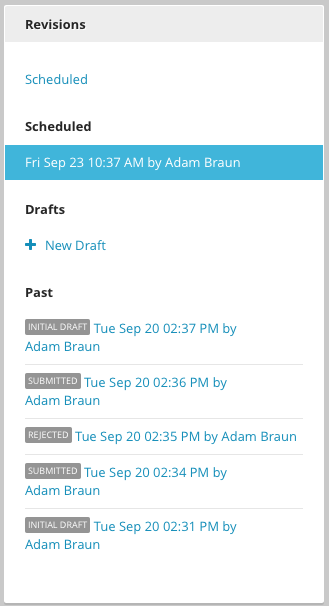 Revisions
Scheduled
Scheduled
Fri Sep 23 10:37 AM by Adam Braun
Drafts
+ New Draft
Past
INITIAL DRAFT Tue Sep 20 02:37 PM by
Adam Braun
SUBMITTED Tue Sep 20 02:36 PM by
Adam Braun
REJECTED Tue Sep 20 02:35 PM by Adam Braun
SUBMITTED Tue Sep 20 02:34 PM by
Adam Braun
INITIAL DRAFT Tue Sep 20 02:31 PM by
Adam Braun